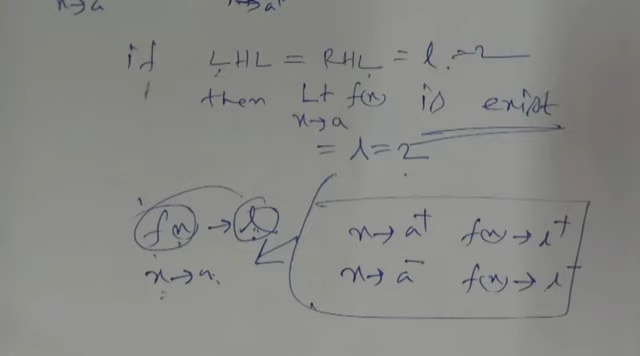 x→a x→a⁺
if LHL = RHL = l = 2
then Lt f(x) is exist
x→a
= l = 2
f(x) → l
x→a
x→a⁺ f(x)→l⁺
x→a⁻ f(x)→l⁻